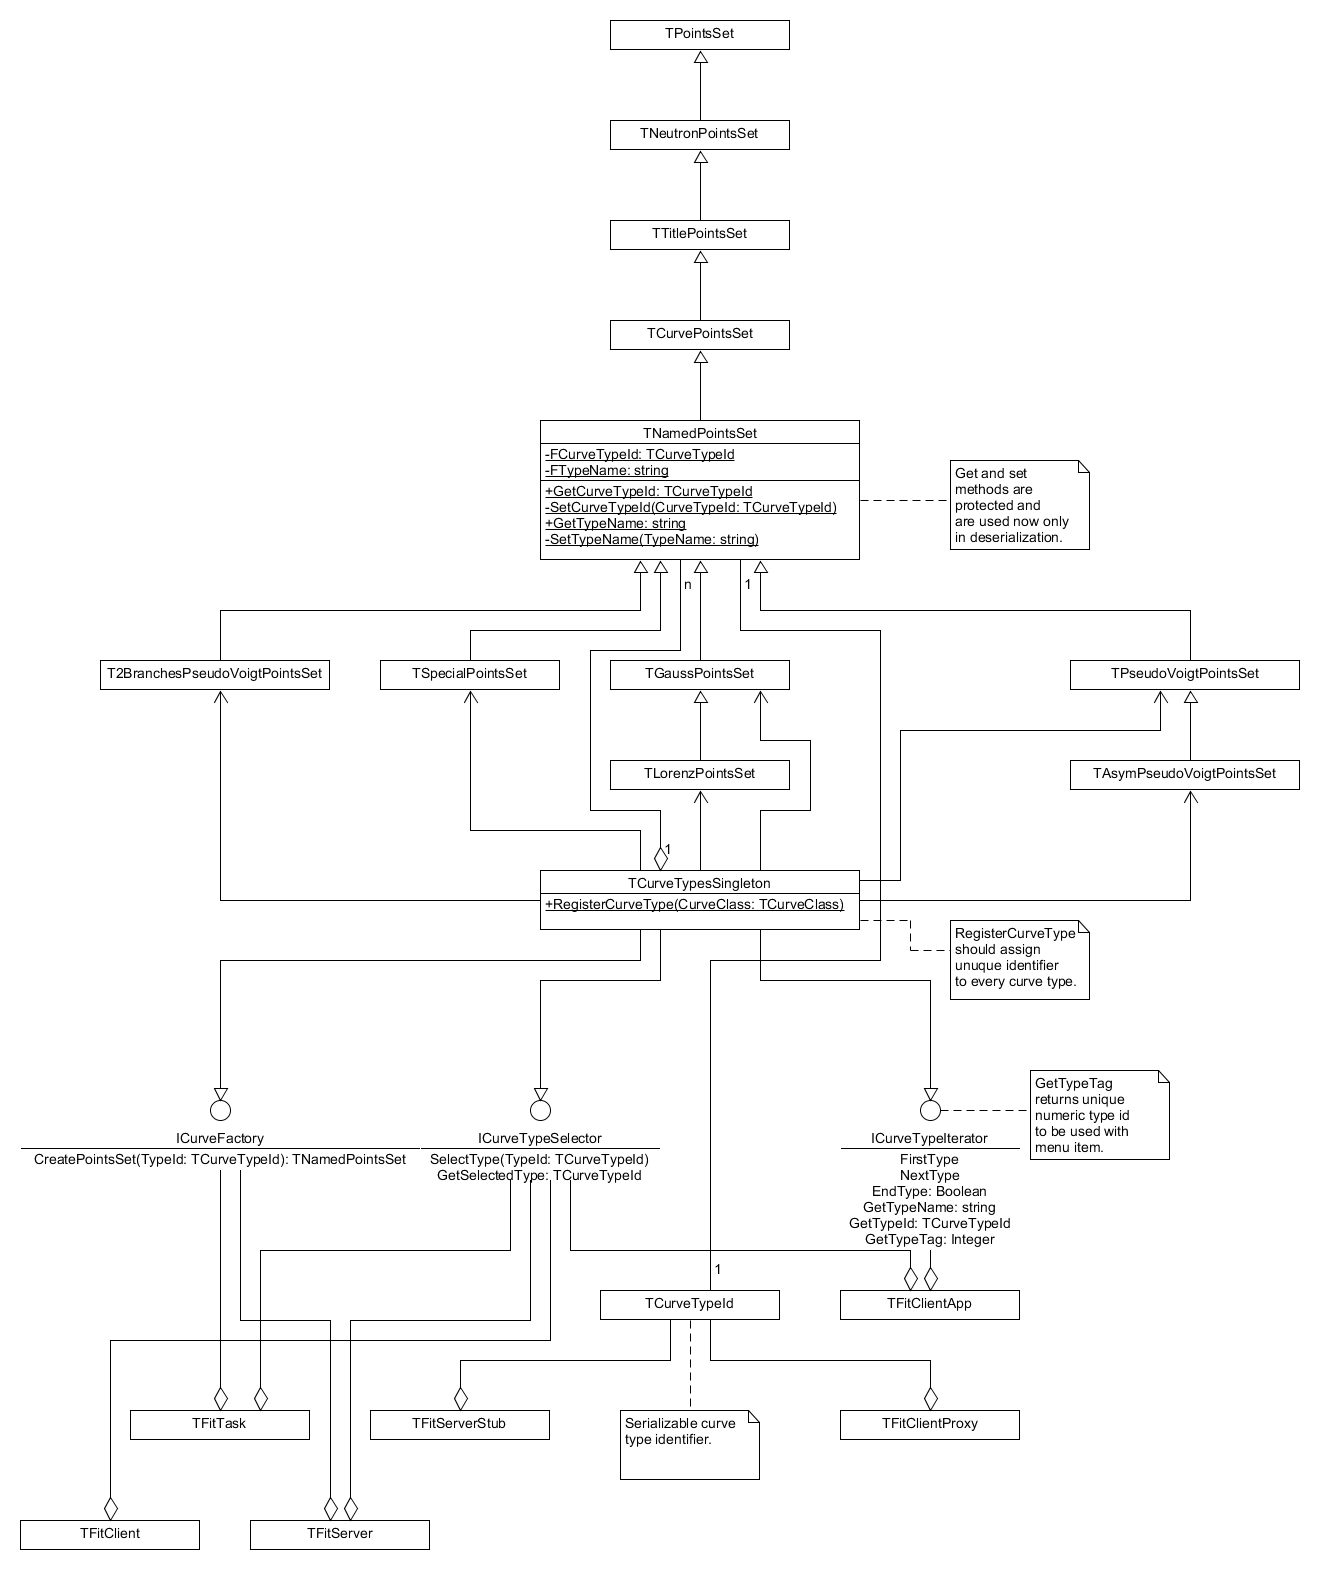 TPointsSet
TNeutronPointsSet
TTitlePointsSet
TCurvePointsSet
TNamedPointsSet
-FCurveTypeId: TCurveTypeId
-FTypeName: string
+GetCurveTypeId: TCurveTypeId
-SetCurveTypeId(CurveTypeId: TCurveTypeId)
+GetTypeName: string
-SetTypeName(TypeName: string)
Get and set
methods are
protected and
are used now only
in deserialization.
n
1
T2BranchesPseudoVoigtPointsSet
TSpecialPointsSet
TGaussPointsSet
TPseudoVoigtPointsSet
TLorenzPointsSet
TAsymPseudoVoigtPointsSet
1
TCurveTypesSingleton
+RegisterCurveType(CurveClass: TCurveClass)
RegisterCurveType
should assign
unuque identifier
to every curve type.
GetTypeTag
returns unique
numeric type id
to be used with
menu item.
ICurveFactory
CreatePointsSet(TypeId: TCurveTypeId): TNamedPointsSet
ICurveTypeSelector
SelectType(TypeId: TCurveTypeId)
GetSelectedType: TCurveTypeId
ICurveTypeIterator
FirstType
NextType
EndType: Boolean
GetTypeName: string
GetTypeId: TCurveTypeId
GetTypeTag: Integer
1
TCurveTypeId
TFitClientApp
TFitTask
TFitServerStub
Serializable curve
type identifier.
TFitClientProxy
TFitClient
TFitServer